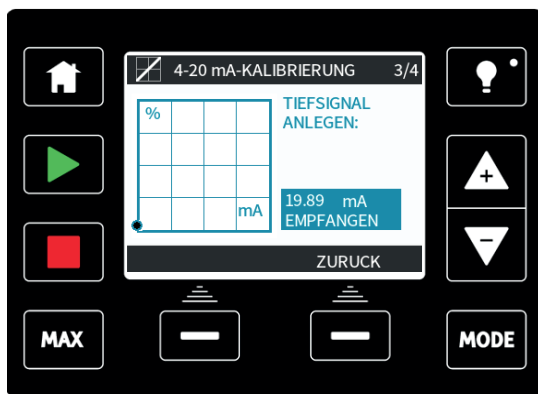 4-20 mA-KALIBRIERUNG 3/4
%
TIEFSIGNAL
ANLEGEN:
mA
19.89 mA
EMPFANGEN
ZURUCK
+
-
MAX
MODE